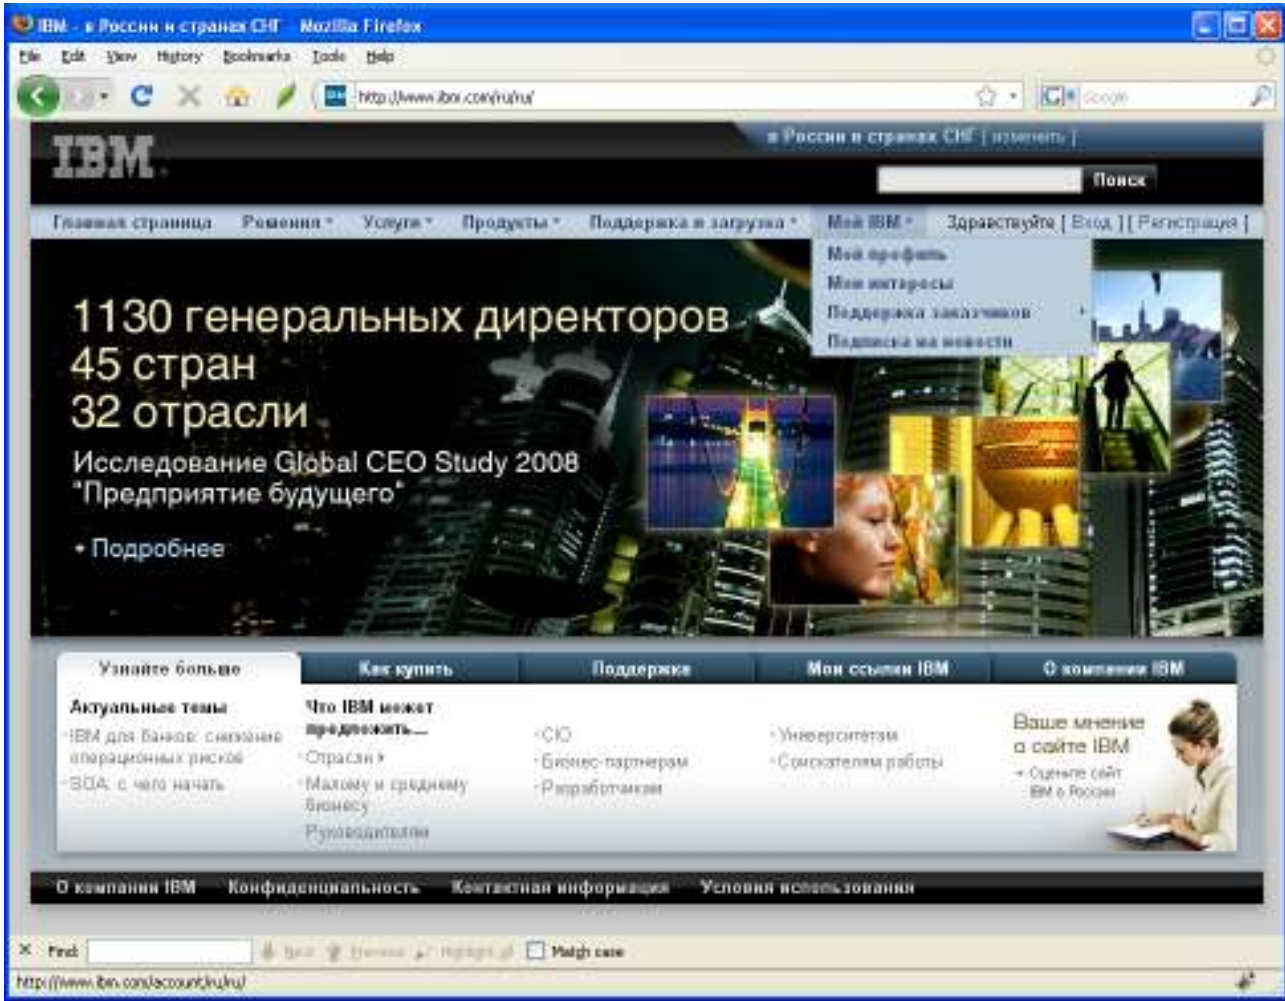 IBM - в России и странах СНГ - Mozilla Firefox
File Edit View History Bookmarks Tools Help
http://www.ibm.com/ru/ru/
Google
IBM
в России и странах СНГ [ изменить ]
Поиск
Главная страница Решения Услуги Продукты Поддержка и загрузка Мой IBM Здравствуйте [ Вход ] [ Регистрация ]
Мой профиль
Мои интересы
Поддержка заказчиков
Подписка на новости
1130 генеральных директоров
45 стран
32 отрасли
Исследование Global CEO Study 2008
"Предприятие будущего"
Подробнее
Узнайте больше Как купить Поддержка Мои ссылки IBM О компании IBM
Актуальные темы
IBM для банков: снижение
операционных рисков
SOA: с чего начать
Что IBM может
предложить...
Отрасли
Малому и среднему
бизнесу
Руководителям
CIO
Бизнес-партнерам
Разработчикам
Университетам
Соискателям работы
Ваше мнение
о сайте IBM
Оцените сайт
IBM в России
О компании IBM Конфиденциальность Контактная информация Условия использования
Find: Next Previous Highlight all Match case
http://www.ibm.com/account/ru/ru/